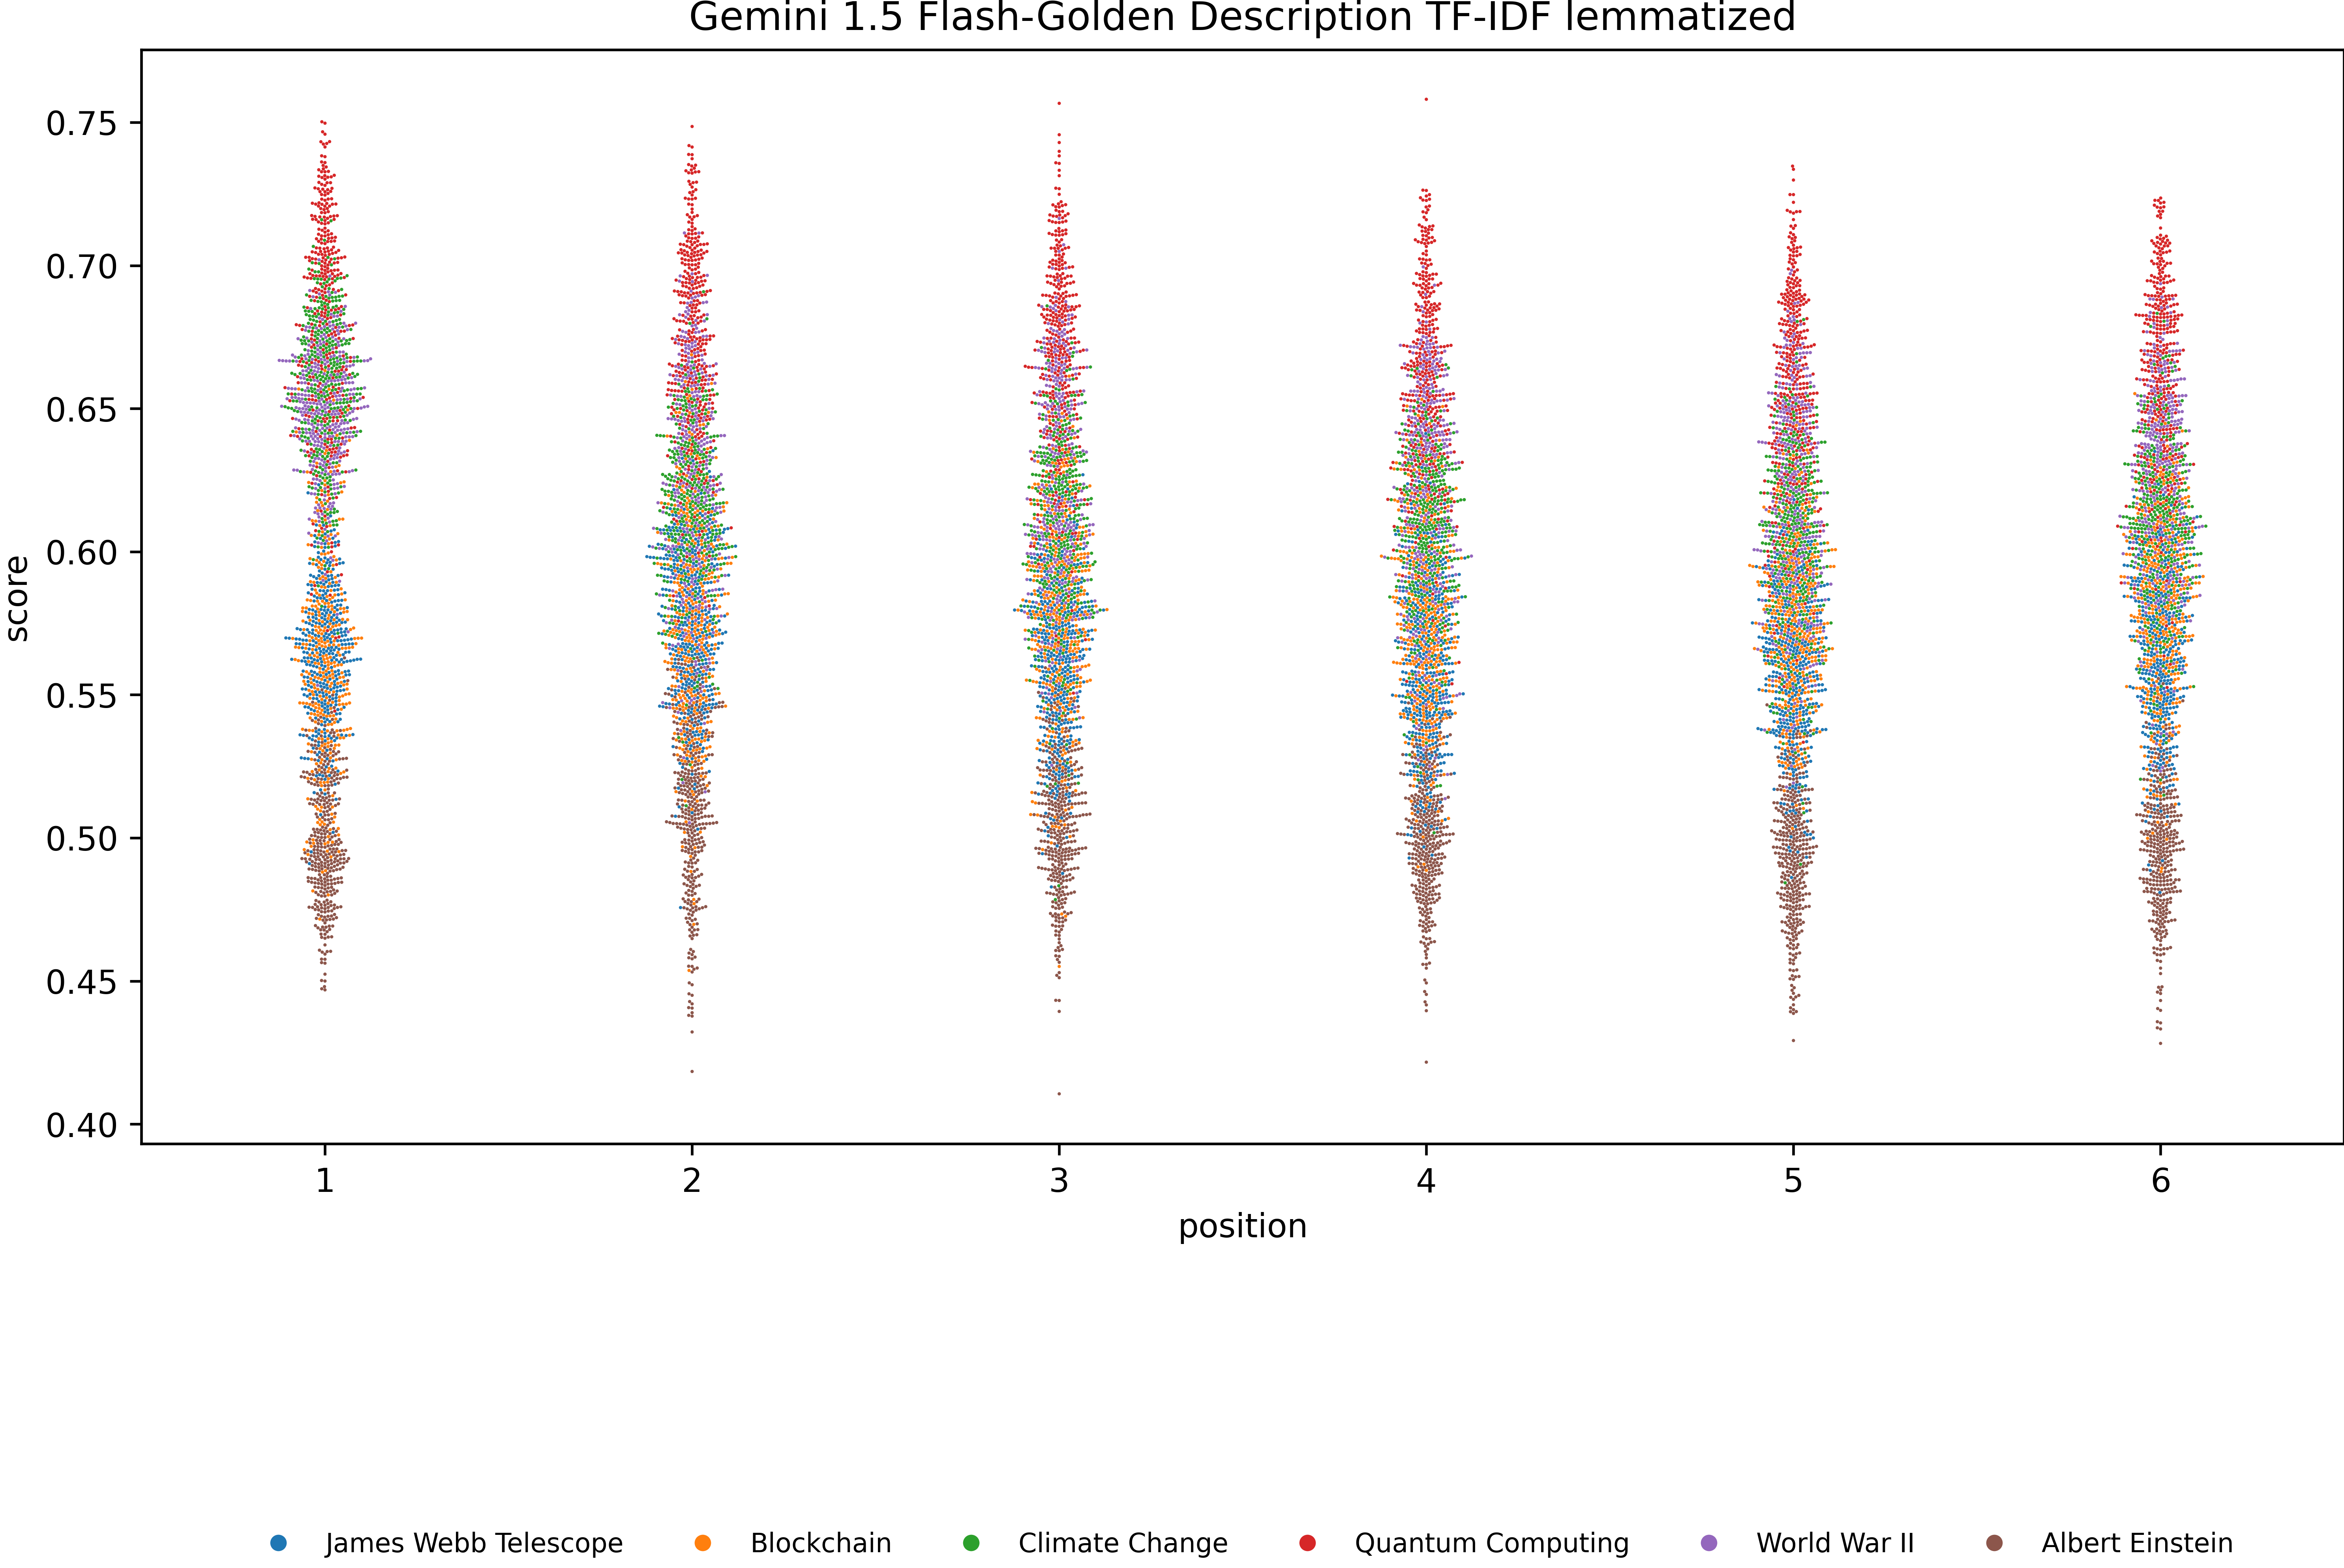 Gemini 1.5 Flash-Golden Description TF-IDF lemmatized
0.75
0.70
0.65
0.60
0.55
0.50
0.45
0.40
score
1 2 3 4 5 6
position
James Webb Telescope Blockchain Climate Change Quantum Computing World War II Albert Einstein